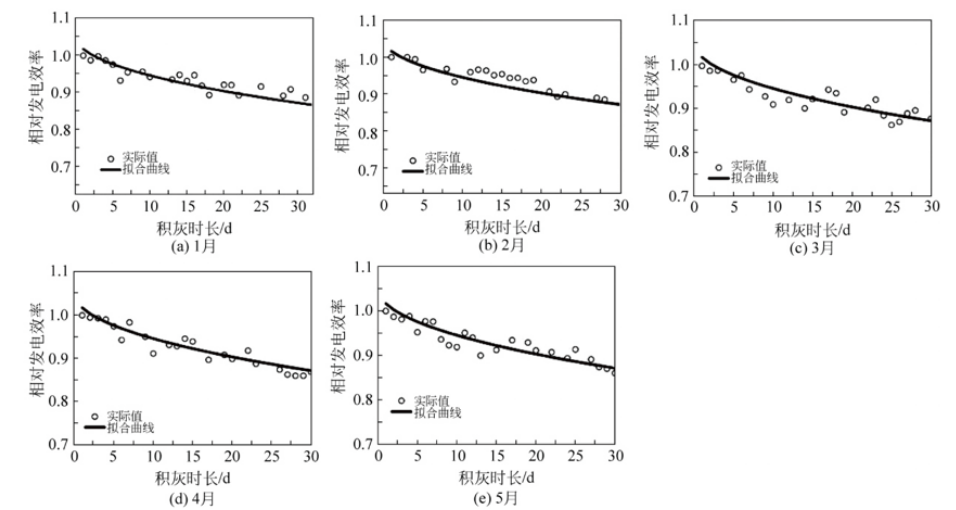 1.1
1.0
0.9
0.8
0.7
相对发电效率
实际值
拟合曲线
0 5 10 15 20 25 30
积灰时长/d
(a) 1月
1.1
1.0
0.9
0.8
0.7
相对发电效率
实际值
拟合曲线
0 5 10 15 20 25 30
积灰时长/d
(b) 2月
1.1
1.0
0.9
0.8
0.7
相对发电效率
实际值
拟合曲线
0 5 10 15 20 25 30
积灰时长/d
(c) 3月
1.1
1.0
0.9
0.8
0.7
相对发电效率
实际值
拟合曲线
0 5 10 15 20 25 30
积灰时长/d
(d) 4月
1.1
1.0
0.9
0.8
0.7
相对发电效率
实际值
拟合曲线
0 5 10 15 20 25 30
积灰时长/d
(e) 5月